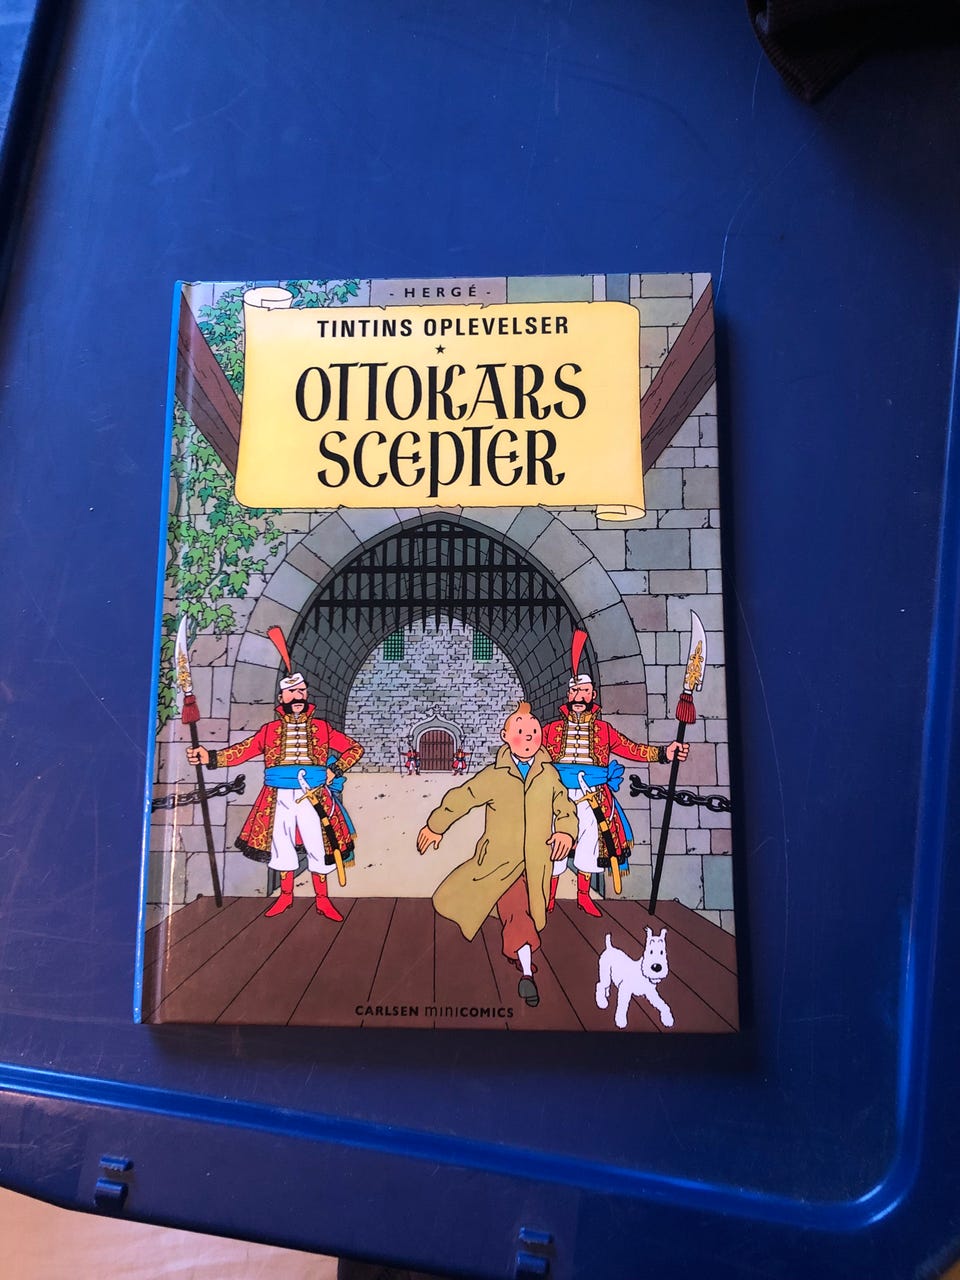 - HERGÉ -
TINTINS OPLEVELSER
OTTOKARS
SCEPTER
CARLSEN miniCOMICS